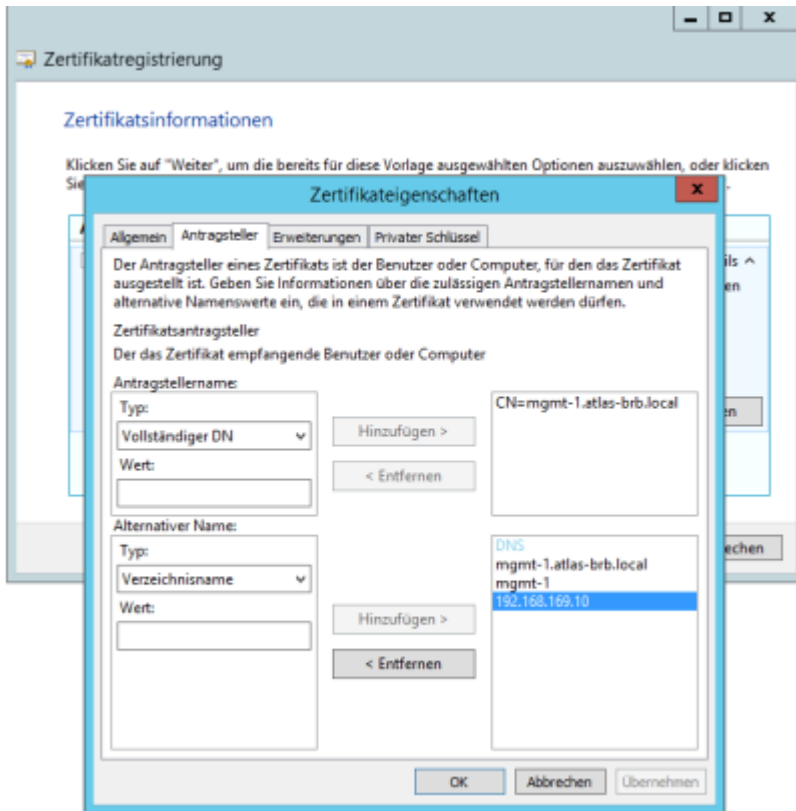 Zertifikatregistrierung
Zertifikatsinformationen
Klicken Sie auf "Weiter", um die bereits für diese Vorlage ausgewählten Optionen auszuwählen, oder klicken
Sie
Zertifikateigenschaften
Allgemein Antragsteller Erweiterungen Privater Schlüssel
Der Antragsteller eines Zertifikats ist der Benutzer oder Computer, für den das Zertifikat
ausgestellt ist. Geben Sie Informationen über die zulässigen Antragstellernamen und
alternative Namenswerte ein, die in einem Zertifikat verwendet werden dürfen.
Zertifikatsantragsteller
Der das Zertifikat empfangende Benutzer oder Computer
Antragstellername:
Typ:
Vollständiger DN
Wert:
Hinzufügen >
< Entfernen
CN=mgmt-1.atlas-brb.local
Alternativer Name:
Typ:
Verzeichnisname
Wert:
Hinzufügen >
< Entfernen
DNS
mgmt-1.atlas-brb.local
mgmt-1
192.168.169.10
OK Abbrechen Übernehmen
ils
en
en
echen